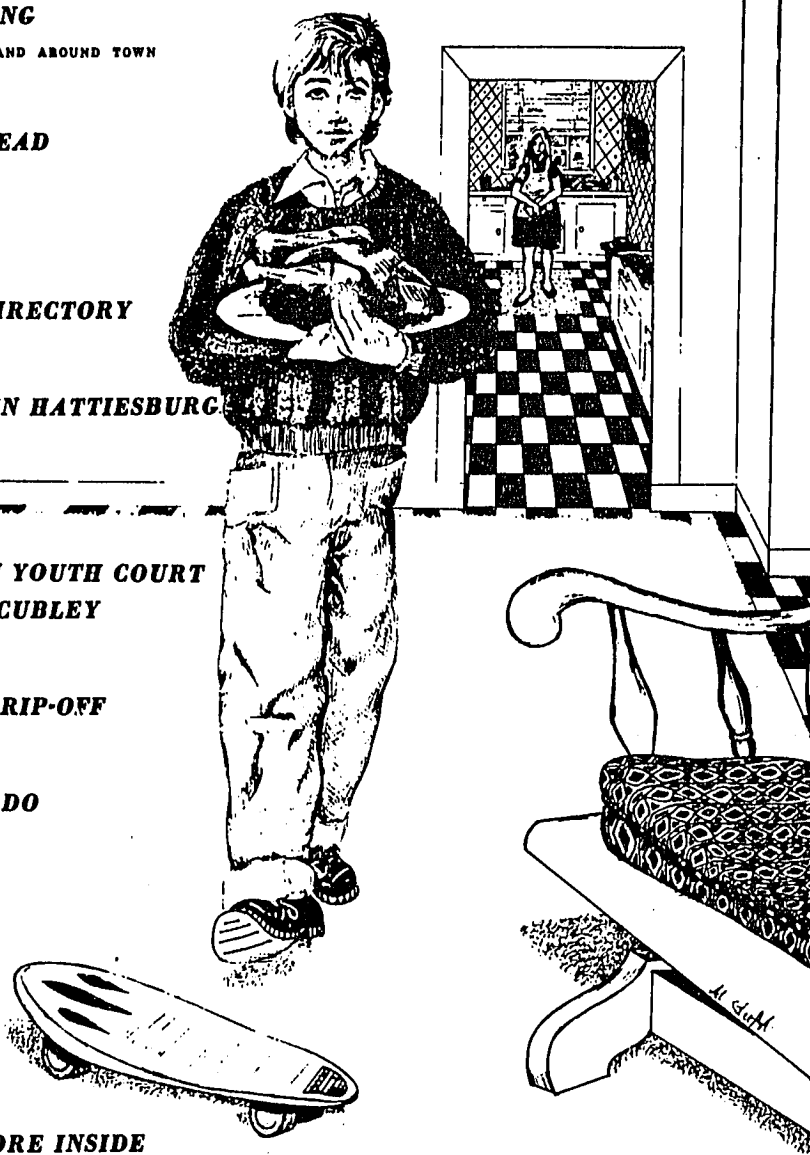 NG
AND AROUND TOWN
EAD
IRECTORY
N HATTIESBURG
YOUTH COURT
CUBLEY
RIP-OFF
DO
ORE INSIDE